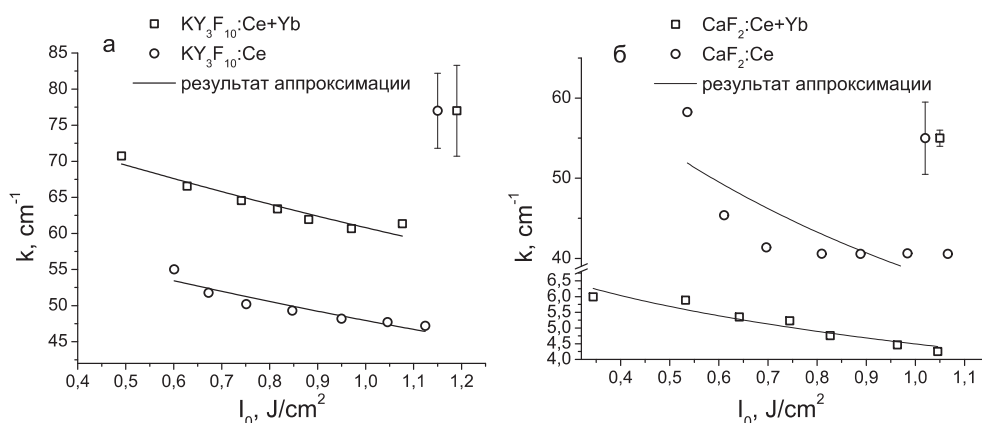 а
KY₃F₁₀:Ce+Yb
KY₃F₁₀:Ce
результат аппроксимации
85
80
75
70
65
60
55
50
45
k, cm⁻¹
0,4 0,5 0,6 0,7 0,8 0,9 1,0 1,1 1,2
I₀, J/cm²
б
CaF₂:Ce+Yb
CaF₂:Ce
результат аппроксимации
60
50
40
6,5
6,0
5,5
5,0
4,5
4,0
k, cm⁻¹
0,4 0,5 0,6 0,7 0,8 0,9 1,0 1,1
I₀, J/cm²